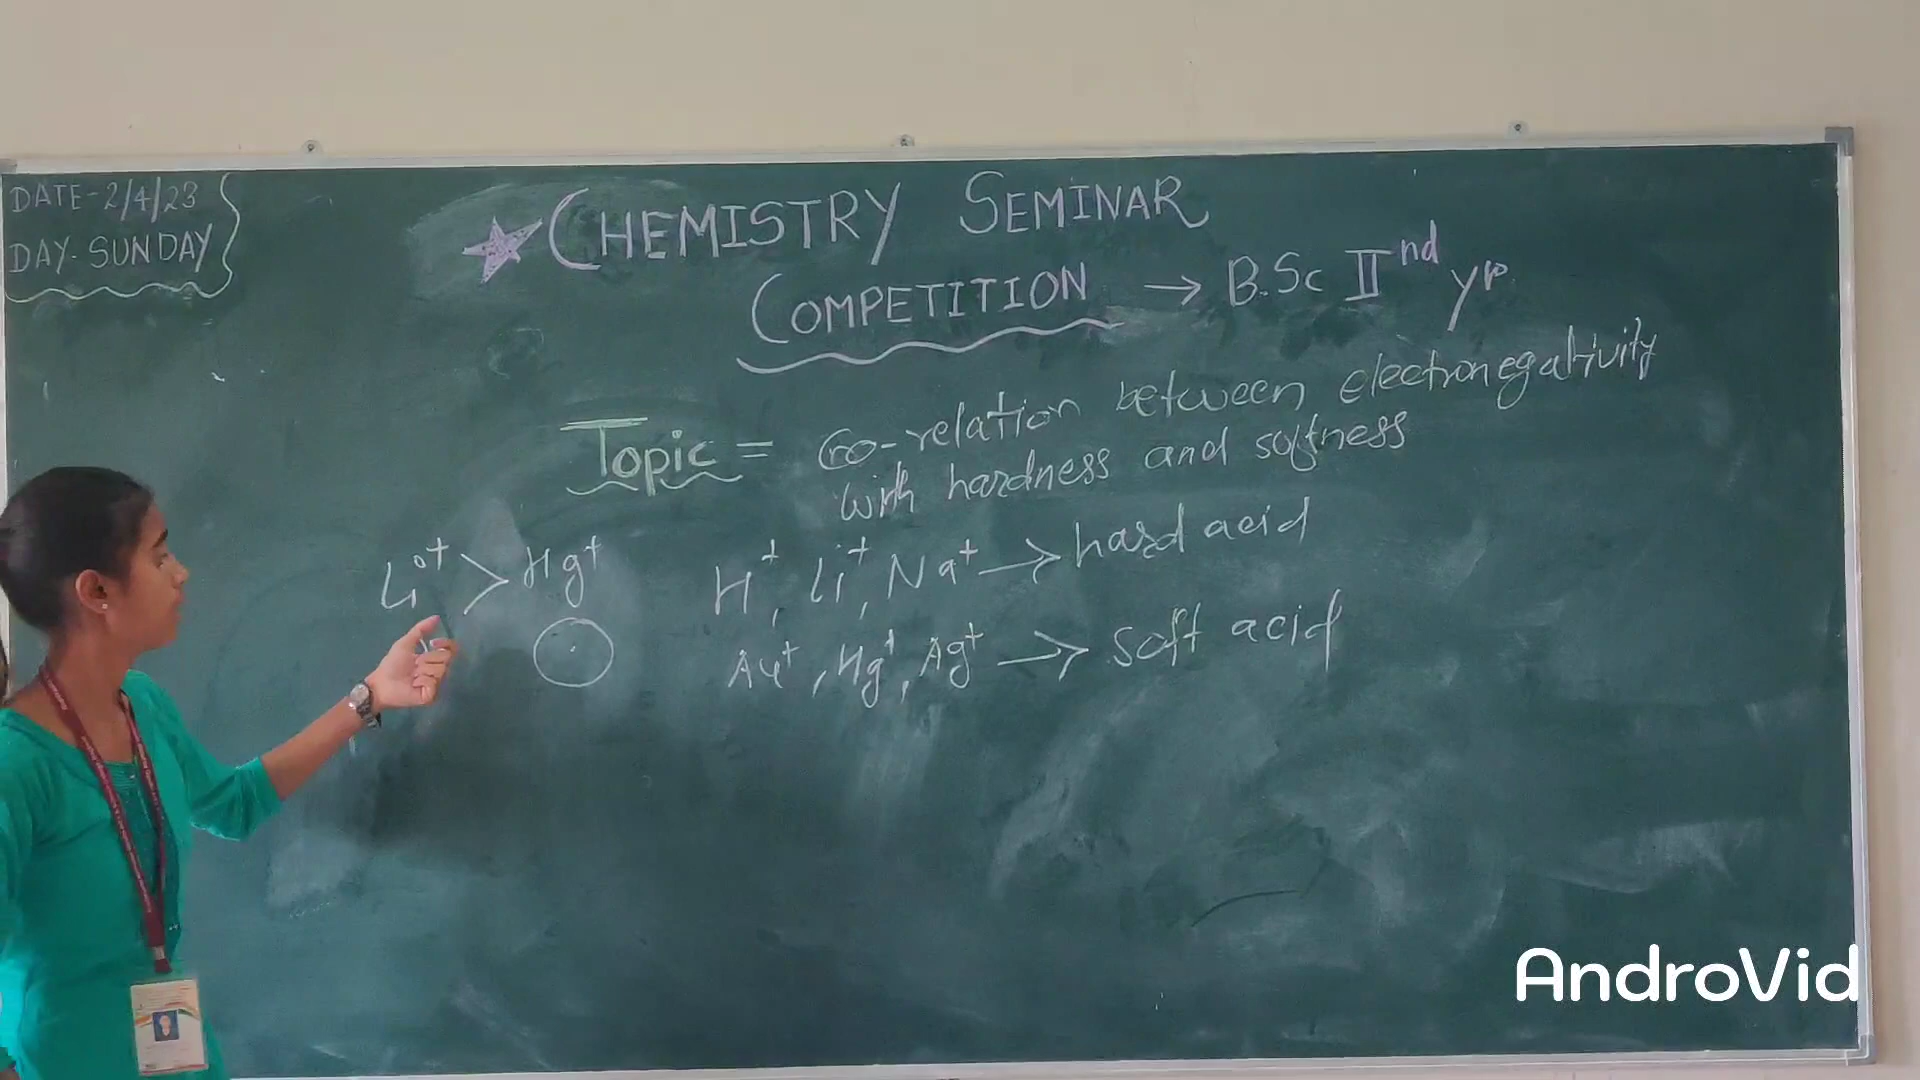 DATE-2/4/23
DAY-SUNDAY
CHEMISTRY SEMINAR
COMPETITION → B.Sc IInd yr
Topic = Co-relation between electronegativity
with hardness and softness
Li+ > Hg+
H+, Li+, Na+ → hard acid
Au+, Hg+, Ag+ → soft acid
AndroVid